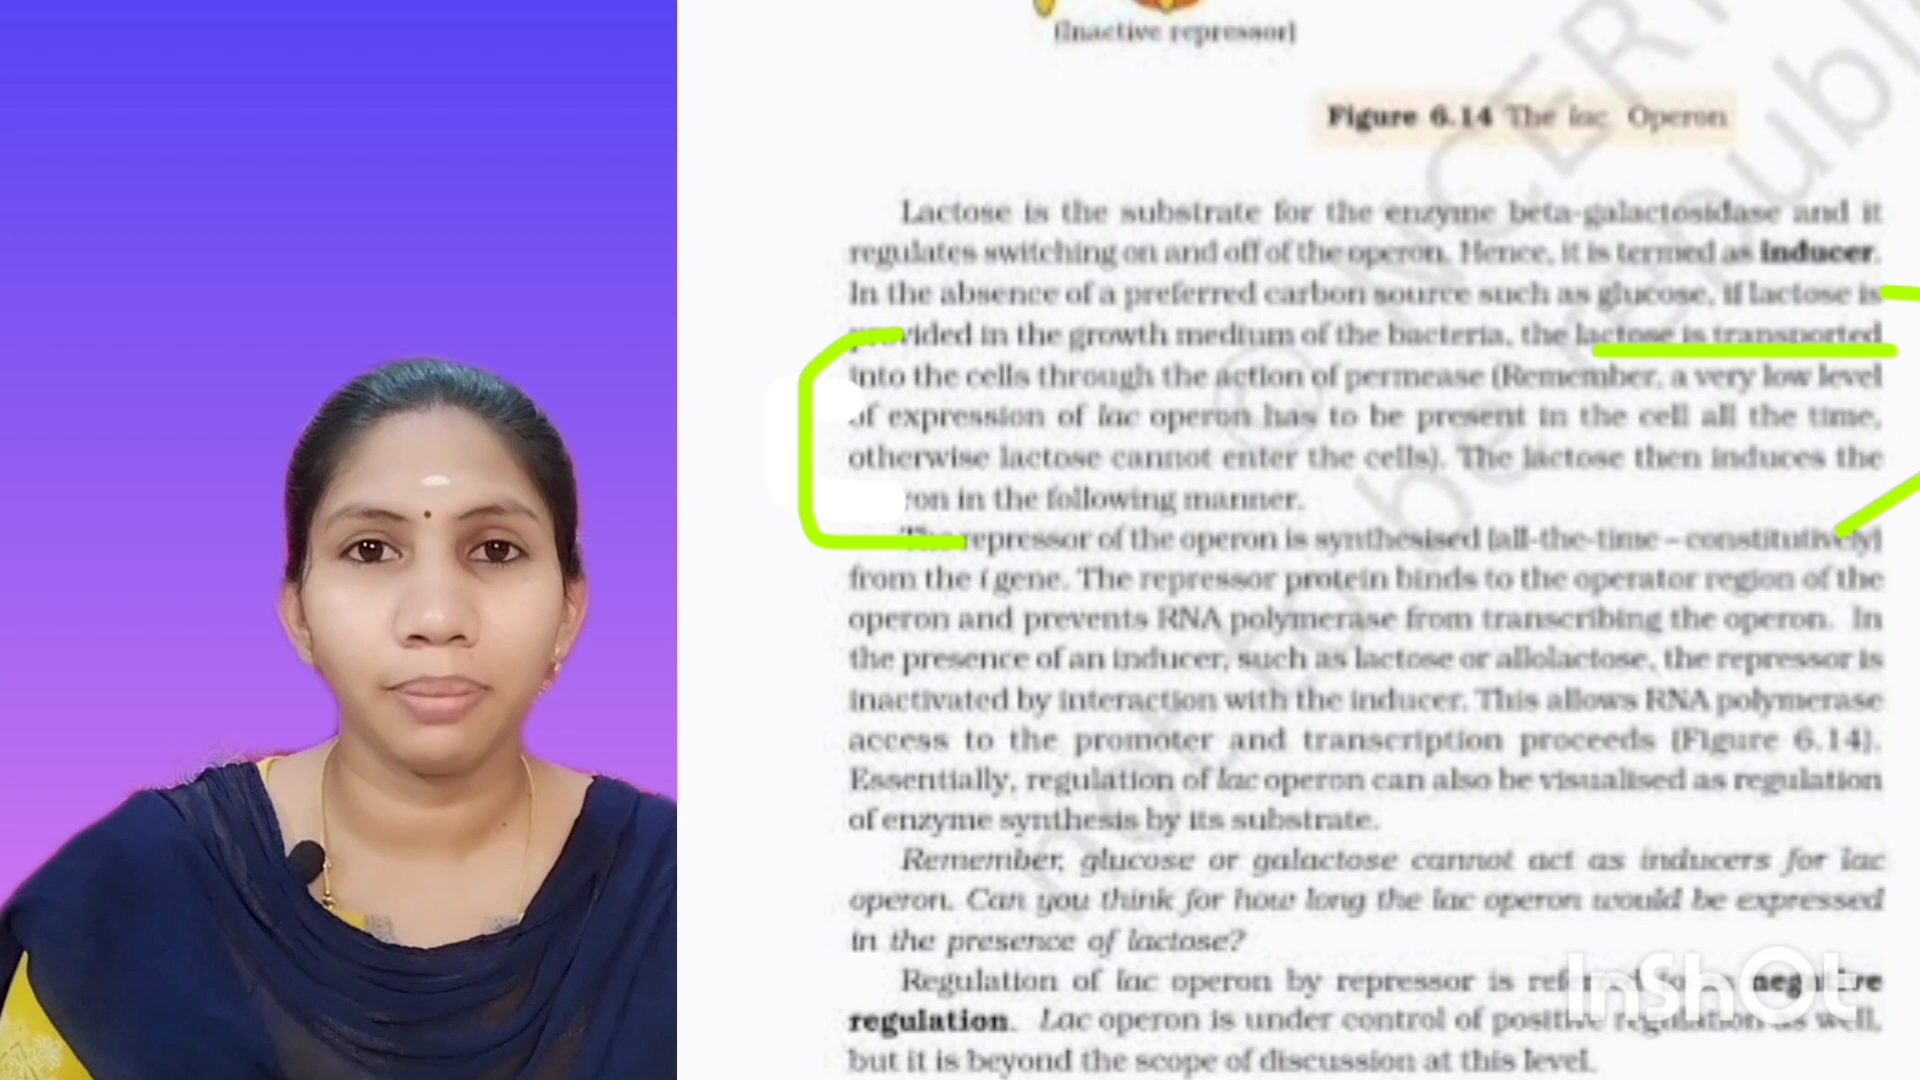 (Inactive repressor)
Figure 6.14 The lac Operon
Lactose is the substrate for the enzyme beta-galactosidase and it
regulates switching on and off of the operon. Hence, it is termed as inducer.
In the absence of a preferred carbon source such as glucose, if lactose is
provided in the growth medium of the bacteria, the lactose is transported
into the cells through the action of permease (Remember, a very low level
of expression of lac operon has to be present in the cell all the time,
otherwise lactose cannot enter the cells). The lactose then induces the
ron in the following manner.
The repressor of the operon is synthesised (all-the-time – constitutively)
from the i gene. The repressor protein binds to the operator region of the
operon and prevents RNA polymerase from transcribing the operon. In
the presence of an inducer, such as lactose or allolactose, the repressor is
inactivated by interaction with the inducer. This allows RNA polymerase
access to the promoter and transcription proceeds (Figure 6.14).
Essentially, regulation of lac operon can also be visualised as regulation
of enzyme synthesis by its substrate.
Remember, glucose or galactose cannot act as inducers for lac
operon. Can you think for how long the lac operon would be expressed
in the presence of lactose?
Regulation of lac operon by repressor is referred to as negative
regulation. Lac operon is under control of positive regulation as well,
but it is beyond the scope of discussion at this level.
InShOt